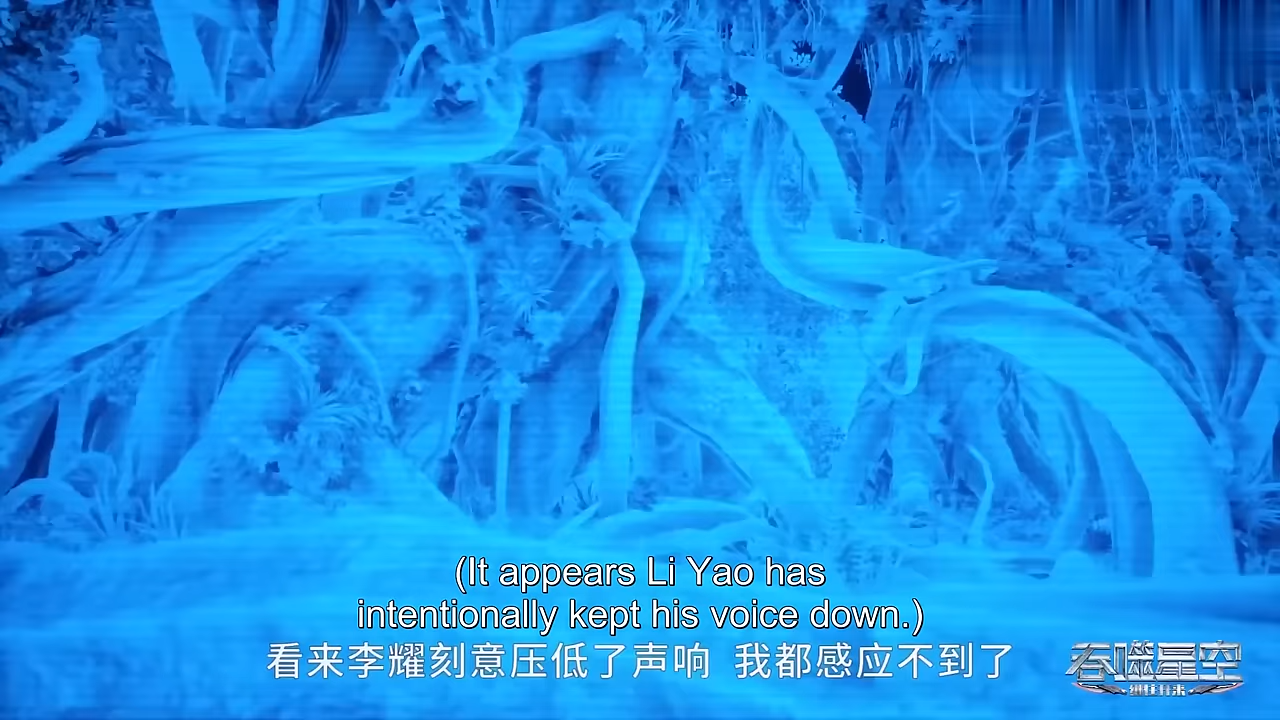 (It appears Li Yao has
intentionally kept his voice down.)
看来李耀刻意压低了声响 我都感应不到了
吞噬星空